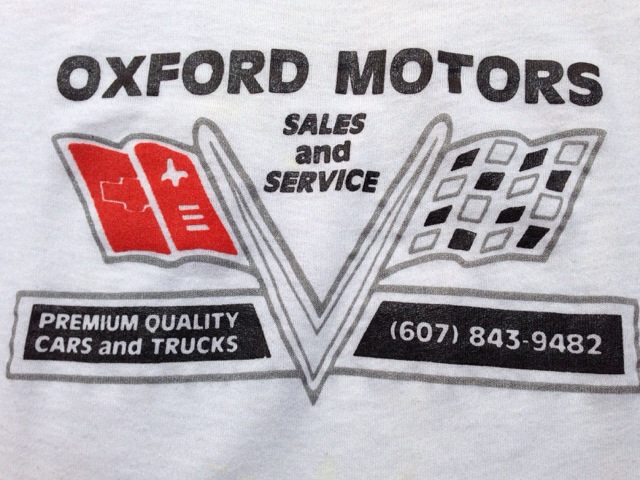 OXFORD MOTORS
SALES
and
SERVICE
PREMIUM QUALITY
CARS and TRUCKS
(607) 843-9482